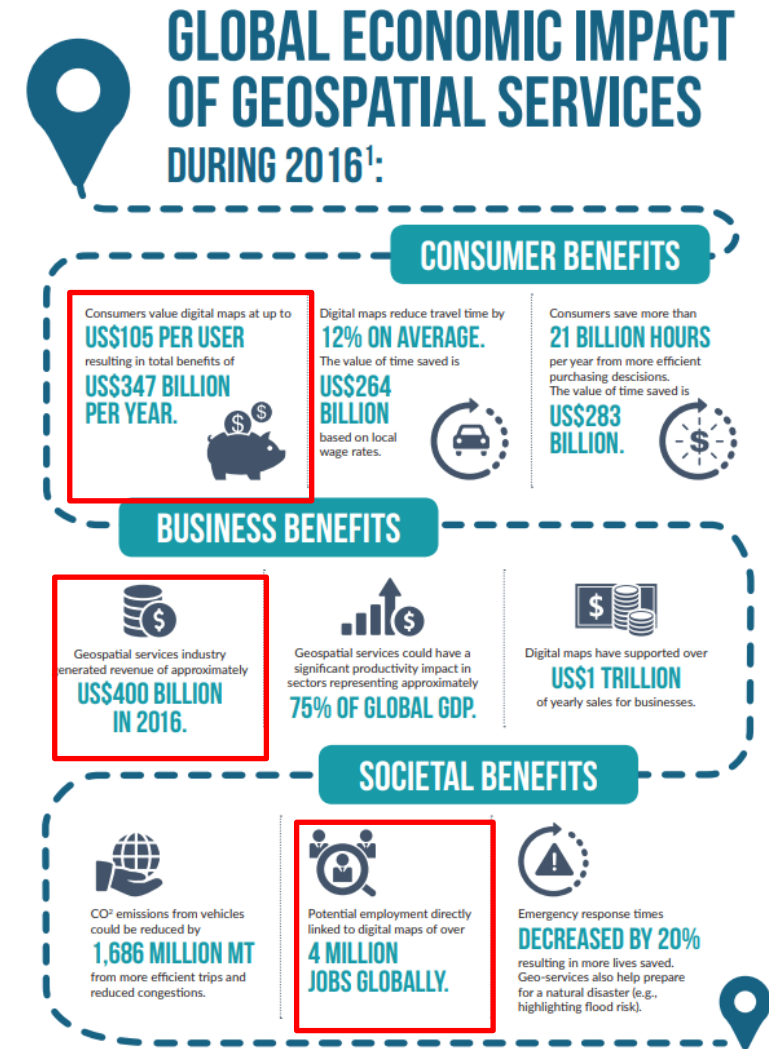 GLOBAL ECONOMIC IMPACT
OF GEOSPATIAL SERVICES
DURING 2016¹:
CONSUMER BENEFITS
Consumers value digital maps at up to
US$105 PER USER
resulting in total benefits of
US$347 BILLION
PER YEAR.
$
$
Digital maps reduce travel time by
12% ON AVERAGE.
The value of time saved is
US$264
BILLION
based on local
wage rates.
Consumers save more than
21 BILLION HOURS
per year from more efficient
purchasing descisions.
The value of time saved is
US$283
BILLION.
$
BUSINESS BENEFITS
$
Geospatial services industry
enerated revenue of approximately
US$400 BILLION
IN 2016.
$
Geospatial services could have a
significant productivity impact in
sectors representing approximately
75% OF GLOBAL GDP.
$
Digital maps have supported over
US$1 TRILLION
of yearly sales for businesses.
SOCIETAL BENEFITS
CO² emissions from vehicles
could be reduced by
1,686 MILLION MT
from more efficient trips and
reduced congestions.
Potential employment directly
linked to digital maps of over
4 MILLION
JOBS GLOBALLY.
Emergency response times
DECREASED BY 20%
resulting in more lives saved.
Geo-services also help prepare
for a natural disaster (e.g.,
highlighting flood risk).